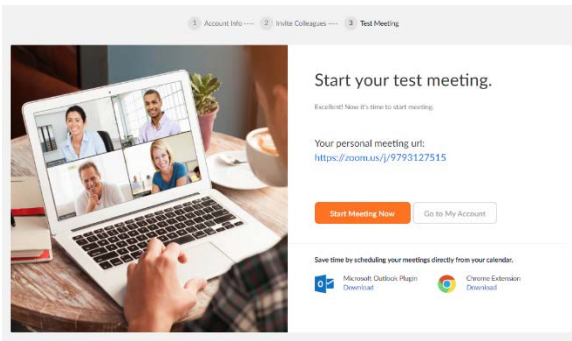 1 Account Info ---- 2 Invite Colleagues ---- 3 Test Meeting
Start your test meeting.
Excellent! Now it's time to start meeting.
Your personal meeting url:
https://zoom.us/j/9793127515
Start Meeting Now
Go to My Account
Save time by scheduling your meetings directly from your calendar.
Microsoft Outlook Plugin
Download
Chrome Extension
Download